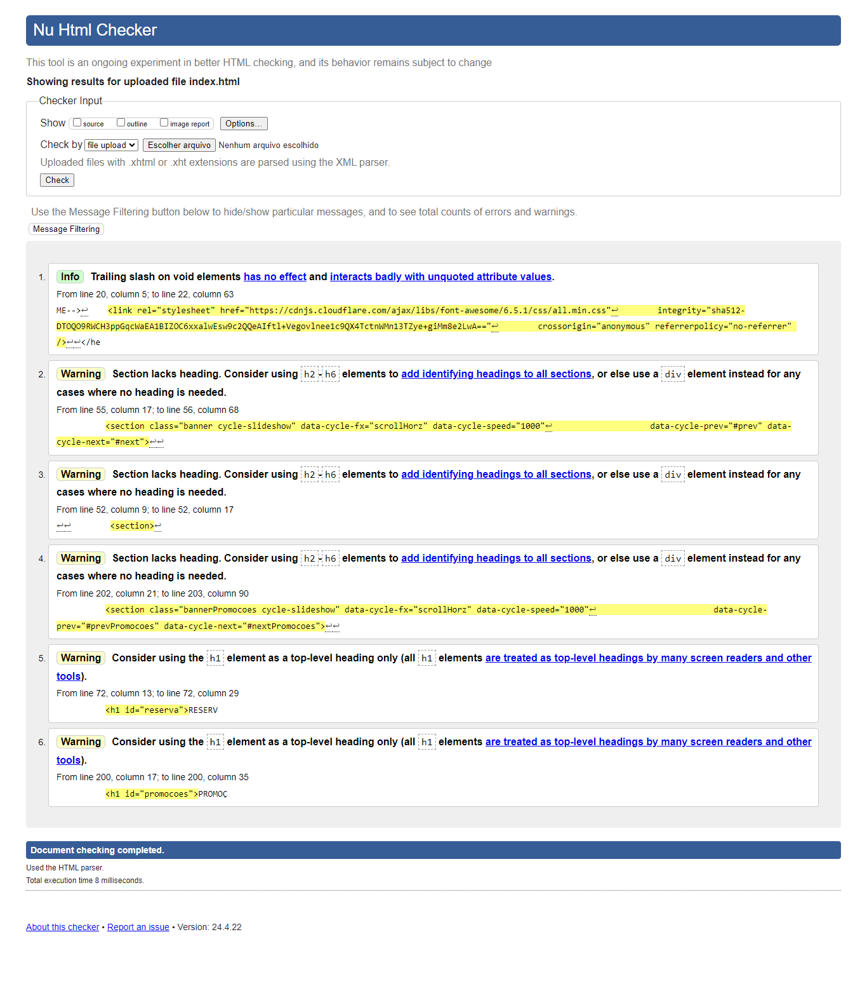 Nu Html Checker
This tool is an ongoing experiment in better HTML checking, and its behavior remains subject to change
Showing results for uploaded file index.html
Checker Input
Show source outline image report Options...
Check by file upload Escolher arquivo Nenhum arquivo escolhido
Uploaded files with .xhtml or .xht extensions are parsed using the XML parser.
Check
Use the Message Filtering button below to hide/show particular messages, and to see total counts of errors and warnings.
Message Filtering
1. Info Trailing slash on void elements has no effect and interacts badly with unquoted attribute values.
From line 20, column 5; to line 22, column 63
ME-->↩ <link rel="stylesheet" href="https://cdnjs.cloudflare.com/ajax/libs/font-awesome/6.5.1/css/all.min.css"↩ integrity="sha512-
DTOQO9RWCH3ppGqcWaEA1BIZOC6xxalwEsw9c2QQeAIftl+Vegovlnee1c9QX4TctnWMn13TZye+giMm8e2LwA=="↩ crossorigin="anonymous" referrerpolicy="no-referrer"
/>↩↩</he
2. Warning Section lacks heading. Consider using h2-h6 elements to add identifying headings to all sections, or else use a div element instead for any
cases where no heading is needed.
From line 55, column 17; to line 56, column 68
<section class="banner cycle-slideshow" data-cycle-fx="scrollHorz" data-cycle-speed="1000"↩ data-cycle-prev="#prev" data-
cycle-next="#next">↩↩
3. Warning Section lacks heading. Consider using h2-h6 elements to add identifying headings to all sections, or else use a div element instead for any
cases where no heading is needed.
From line 52, column 9; to line 52, column 17
↩↩ <section>↩
4. Warning Section lacks heading. Consider using h2-h6 elements to add identifying headings to all sections, or else use a div element instead for any
cases where no heading is needed.
From line 202, column 21; to line 203, column 90
<section class="bannerPromocoes cycle-slideshow" data-cycle-fx="scrollHorz" data-cycle-speed="1000"↩ data-cycle-
prev="#prevPromocoes" data-cycle-next="#nextPromocoes">↩↩
5. Warning Consider using the h1 element as a top-level heading only (all h1 elements are treated as top-level headings by many screen readers and other
tools).
From line 72, column 13; to line 72, column 29
<h1 id="reserva">RESERV
6. Warning Consider using the h1 element as a top-level heading only (all h1 elements are treated as top-level headings by many screen readers and other
tools).
From line 200, column 17; to line 200, column 35
<h1 id="promocoes">PROMOÇ
Document checking completed.
Used the HTML parser.
Total execution time 8 milliseconds.
About this checker • Report an issue • Version: 24.4.22